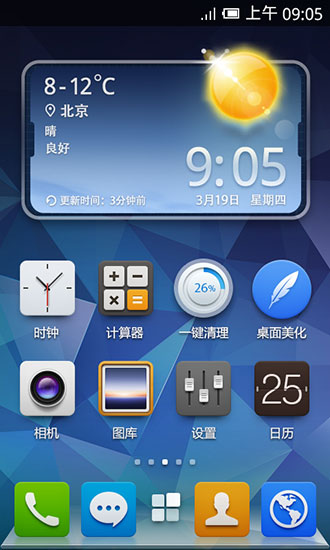 上午 09:05
8-12°C
北京
晴
良好
9:05
更新时间：3分钟前
3月19日 星期四
26%
时钟 计算器 一键清理 桌面美化
25
相机 图库 设置 日历